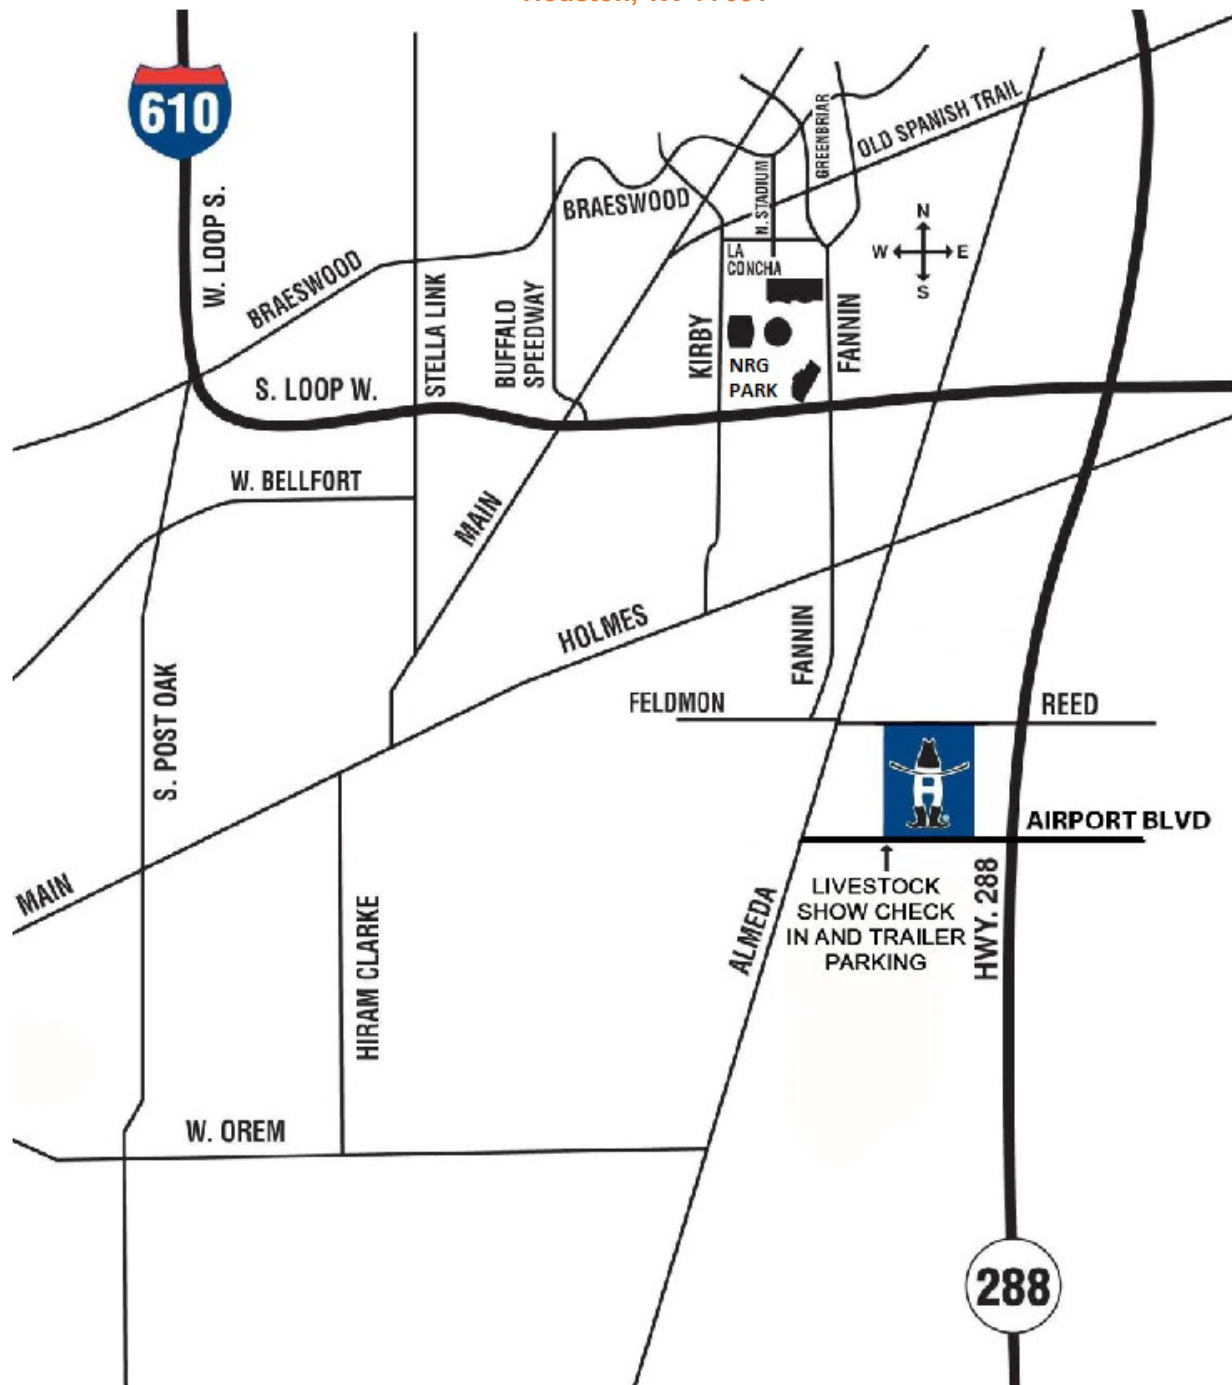 610
W. LOOP S.
GREENBRIAR
OLD SPANISH TRAIL
BRAESWOOD
N. STADIUM
N
W E
S
LA
CONCHA
BRAESWOOD
STELLA LINK
BUFFALO
SPEEDWAY
KIRBY
FANNIN
NRG
PARK
S. LOOP W.
W. BELLFORT
MAIN
HOLMES
FANNIN
S. POST OAK
FELDMON
REED
H
AIRPORT BLVD
MAIN
LIVESTOCK
SHOW CHECK
IN AND TRAILER
PARKING
HWY. 288
ALMEDA
HIRAM CLARKE
W. OREM
288